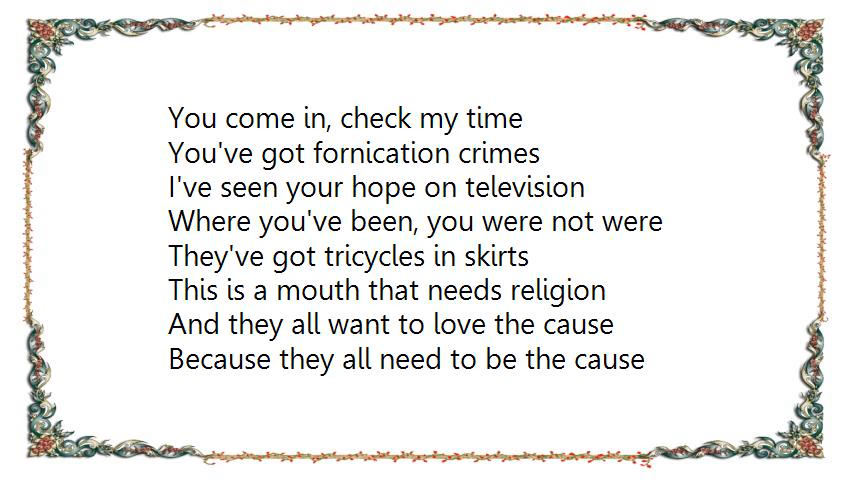 You come in, check my time
You've got fornication crimes
I've seen your hope on television
Where you've been, you were not were
They've got tricycles in skirts
This is a mouth that needs religion
And they all want to love the cause
Because they all need to be the cause